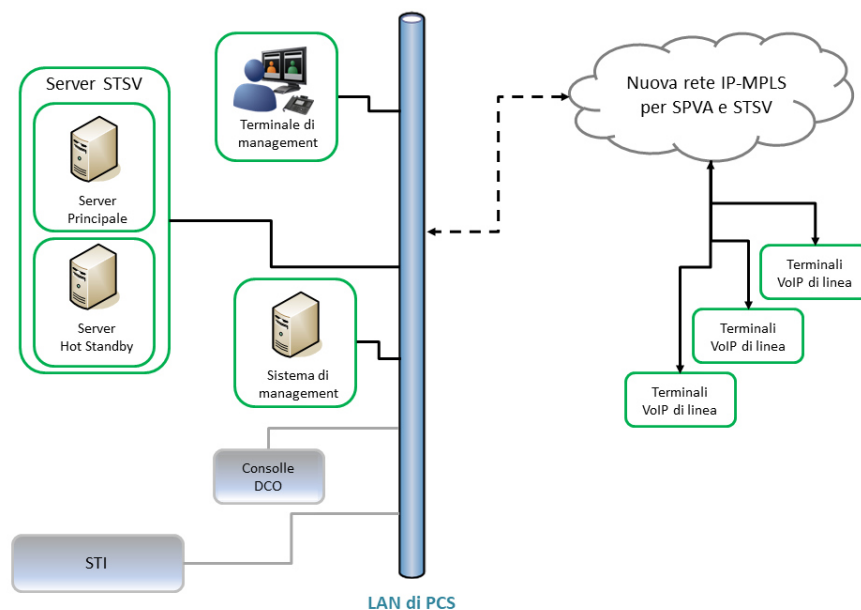 Server STSV
Server
Principale
Server
Hot Standby
Terminale di
management
Sistema di
management
Consolle
DCO
STI
LAN di PCS
Nuova rete IP-MPLS
per SPVA e STSV
Terminali
VoIP di linea
Terminali
VoIP di linea
Terminali
VoIP di linea